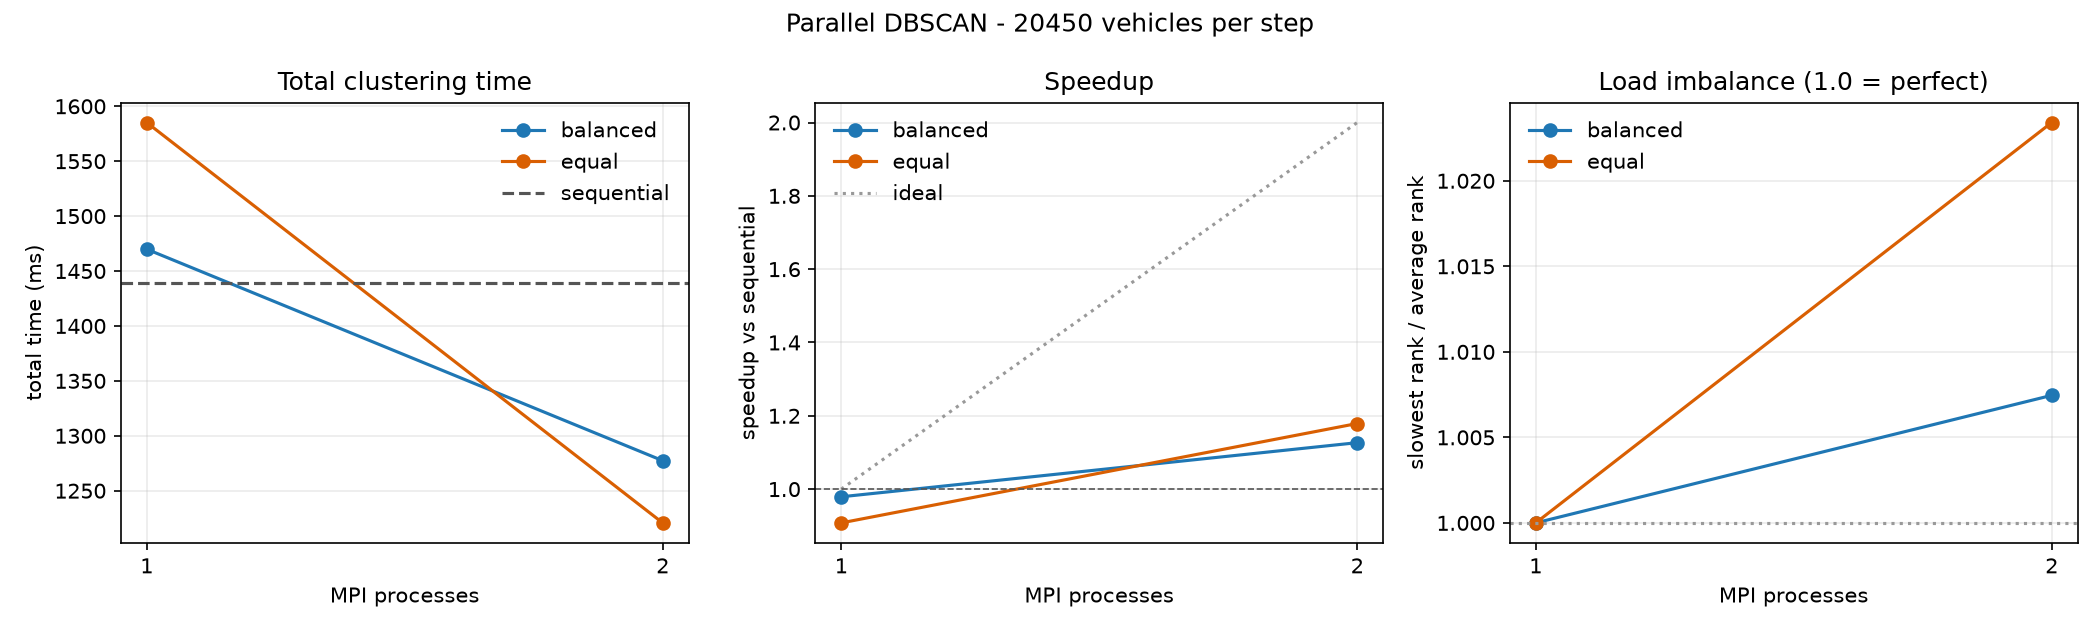 Parallel DBSCAN - 20450 vehicles per step
Total clustering time
1600
1550
1500
1450
1400
1350
1300
1250
total time (ms)
balanced
equal
sequential
1
2
MPI processes
Speedup
2.0
1.8
1.6
1.4
1.2
1.0
speedup vs sequential
balanced
equal
ideal
1
2
MPI processes
Load imbalance (1.0 = perfect)
1.020
1.015
1.010
1.005
1.000
slowest rank / average rank
balanced
equal
1
2
MPI processes